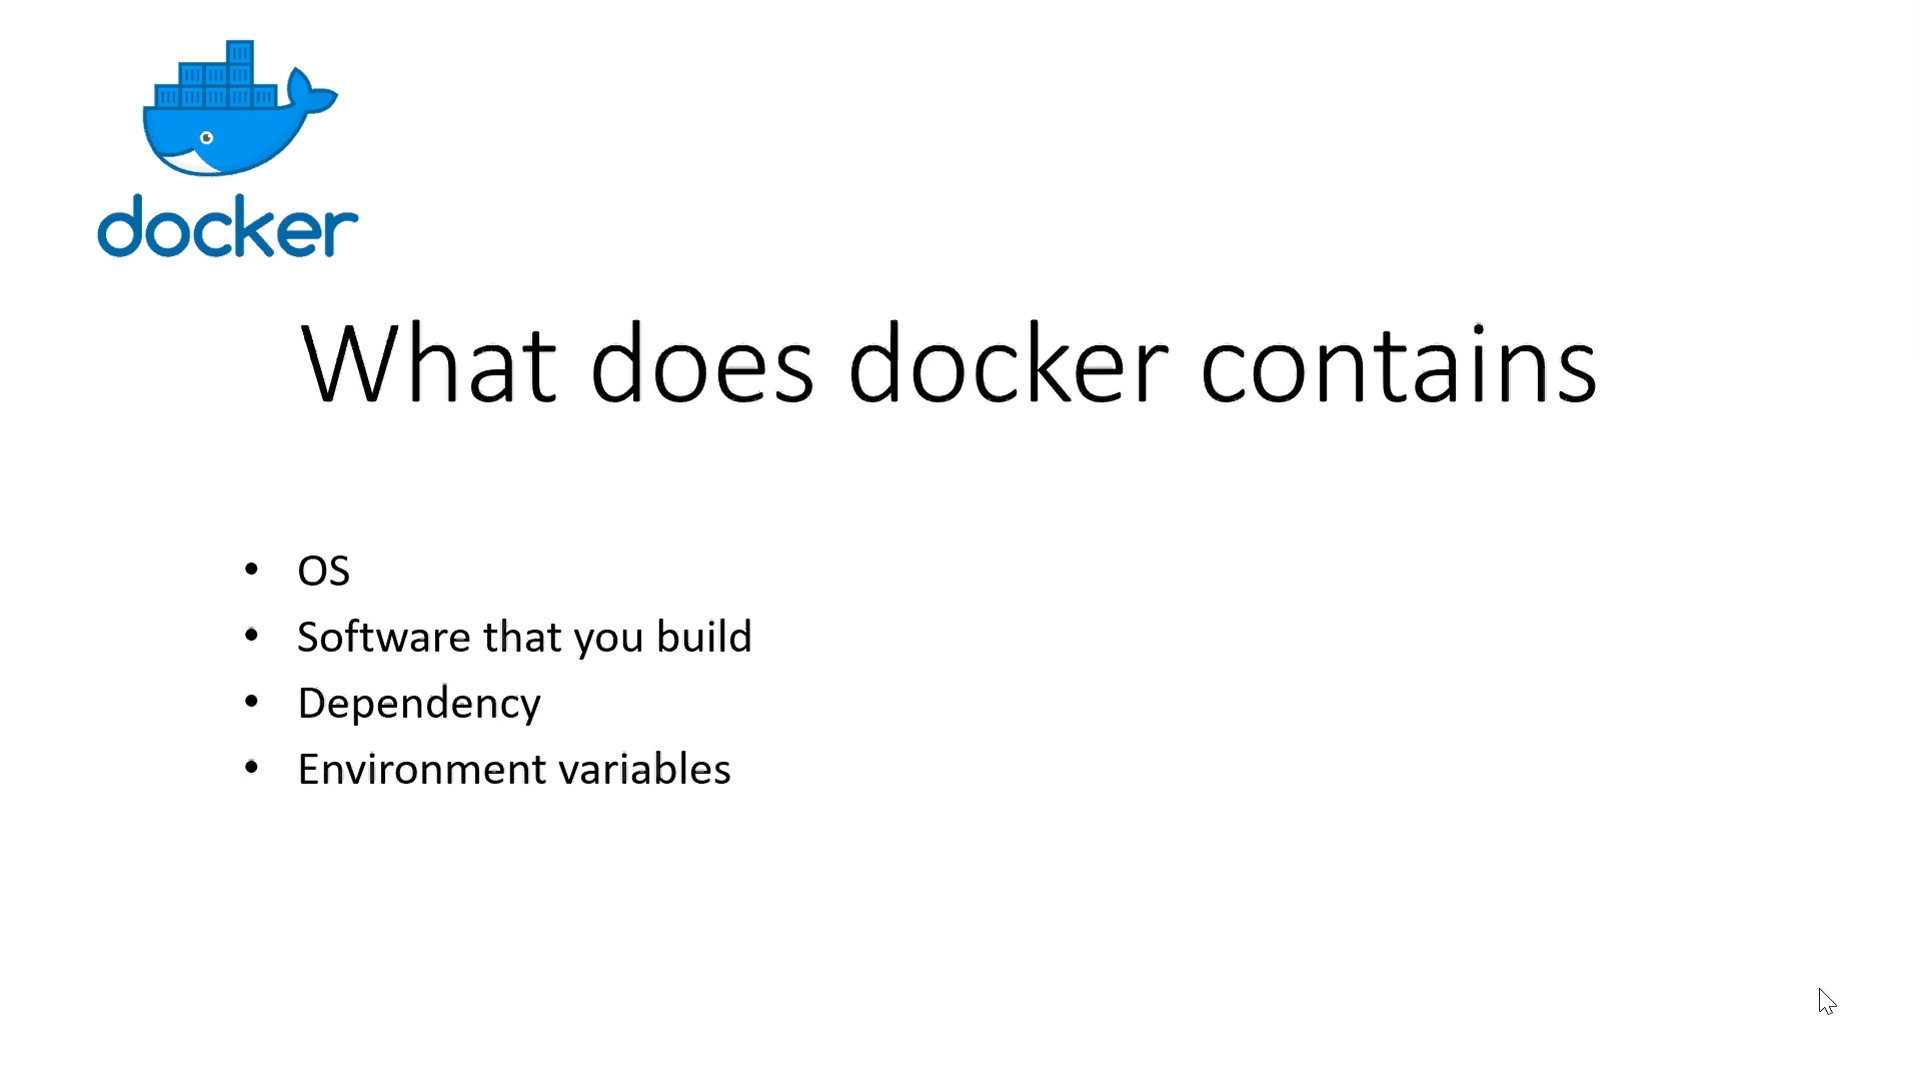 docker
What does docker contains
• OS
• Software that you build
• Dependency
• Environment variables